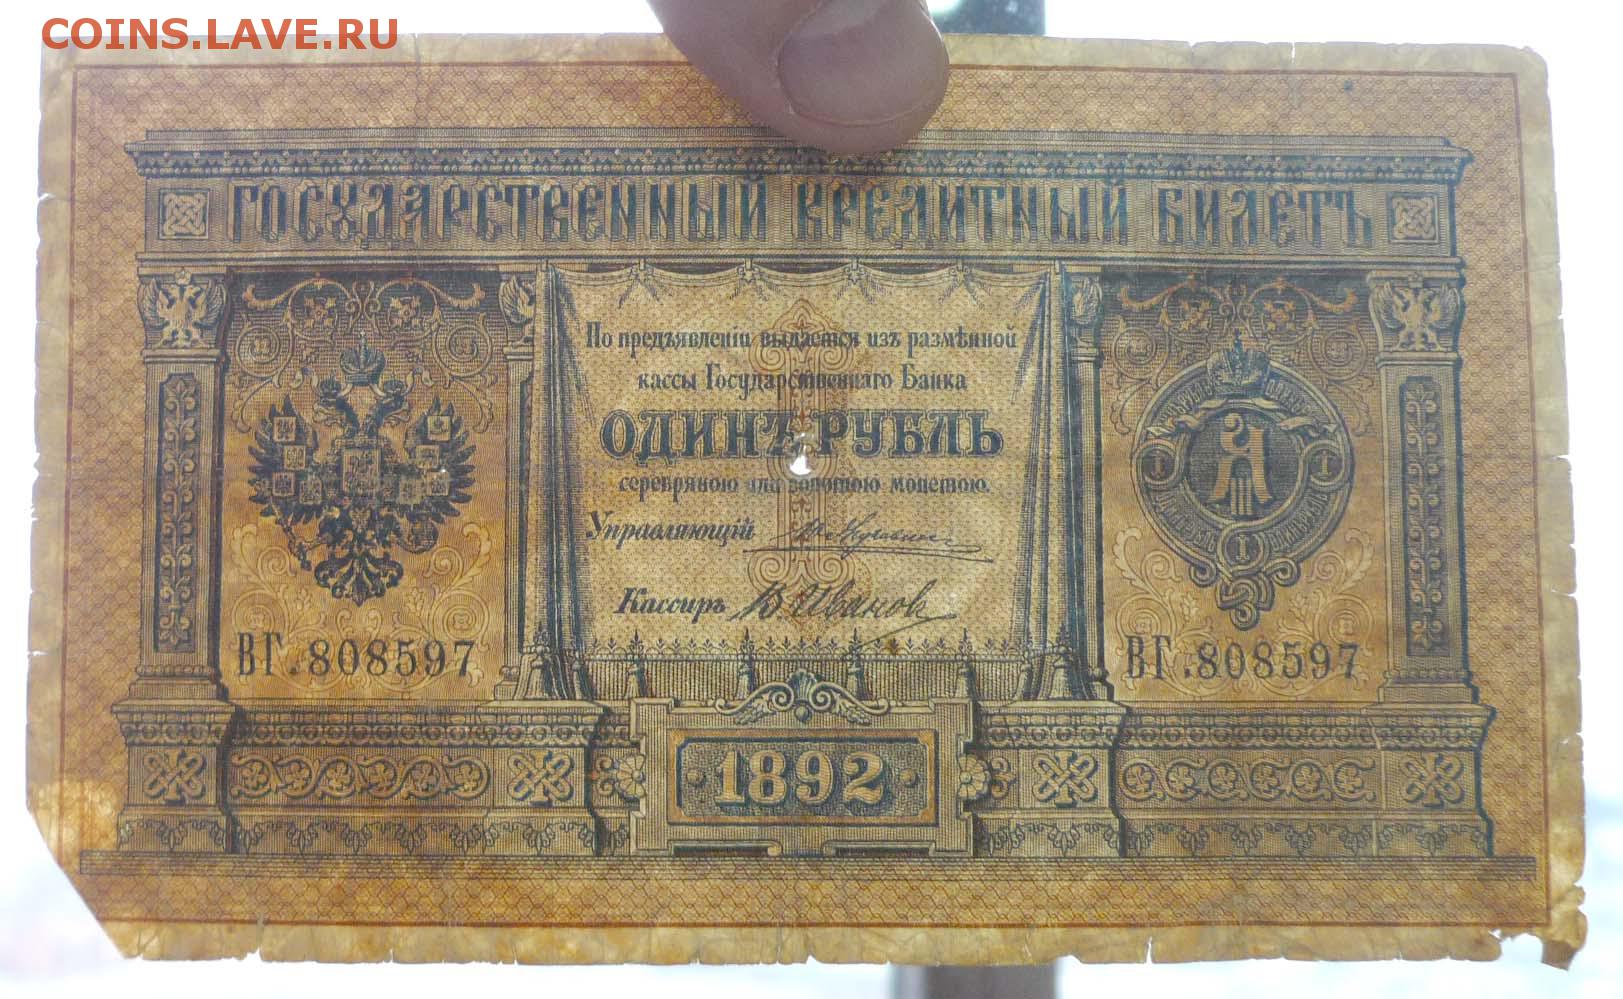 COINS.LAVE.RU
ГОСУДАРСТВЕННЫЙ КРЕДИТНЫЙ БИЛЕТЪ
По предъявленіи выдается изъ размѣнной
кассы Государственнаго Банка
ОДИНЪ РУБЛЬ
серебряною или золотою монетою.
Управляющій
Кассиръ В. Иванов
ВГ.808597
ВГ.808597
1892